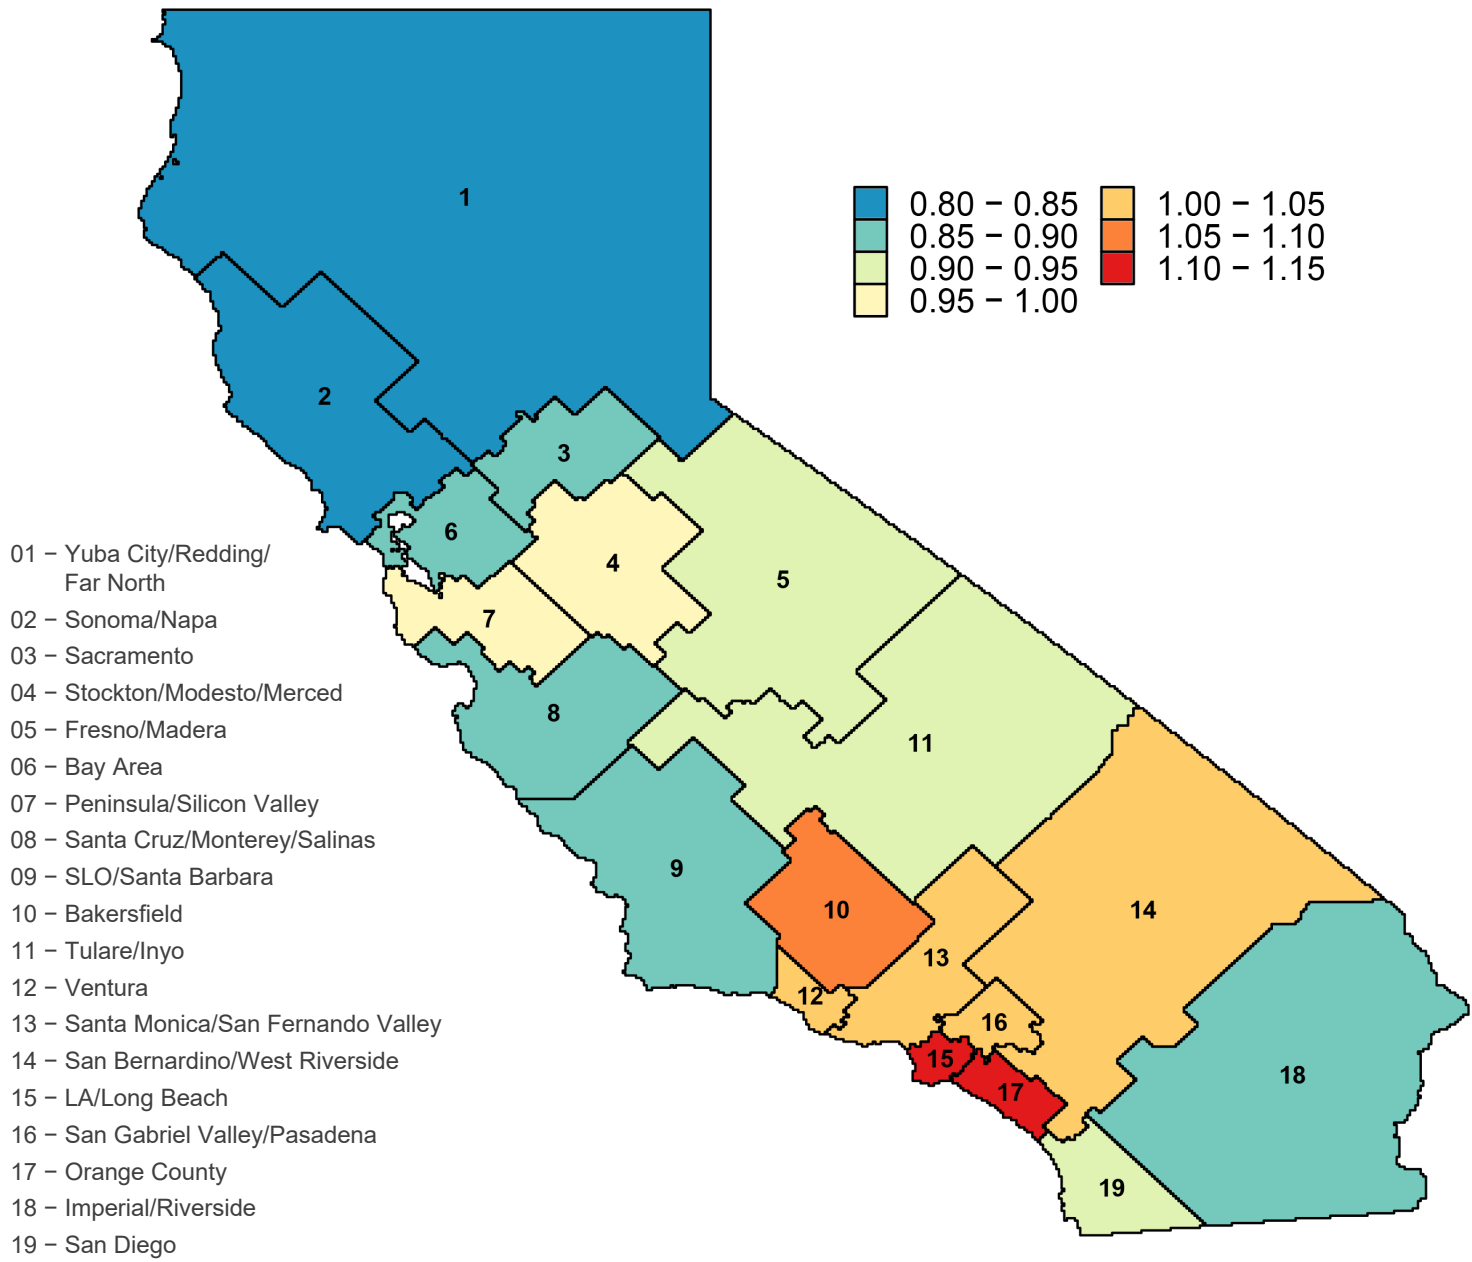 1
0.80 − 0.85
1.00 − 1.05
0.85 − 0.90
1.05 − 1.10
0.90 − 0.95
1.10 − 1.15
0.95 − 1.00
2
3
6
4
5
7
8
11
9
10
14
13
12
16
15
18
17
19
01 − Yuba City/Redding/
Far North
02 − Sonoma/Napa
03 − Sacramento
04 − Stockton/Modesto/Merced
05 − Fresno/Madera
06 − Bay Area
07 − Peninsula/Silicon Valley
08 − Santa Cruz/Monterey/Salinas
09 − SLO/Santa Barbara
10 − Bakersfield
11 − Tulare/Inyo
12 − Ventura
13 − Santa Monica/San Fernando Valley
14 − San Bernardino/West Riverside
15 − LA/Long Beach
16 − San Gabriel Valley/Pasadena
17 − Orange County
18 − Imperial/Riverside
19 − San Diego